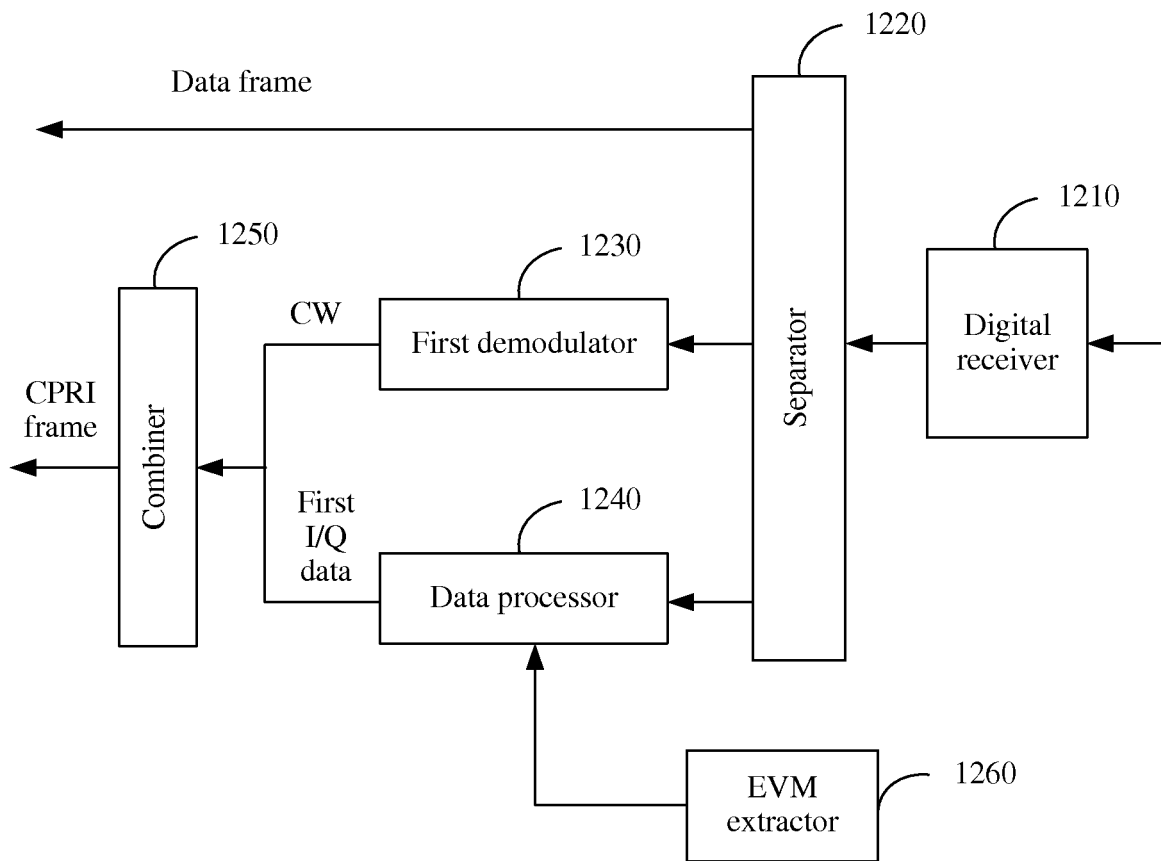 1220
Data frame
1210
1250
1230
CW
First demodulator
Separator
Digital
receiver
CPRI
frame
Combiner
First
I/Q
data
1240
Data processor
EVM
extractor
1260